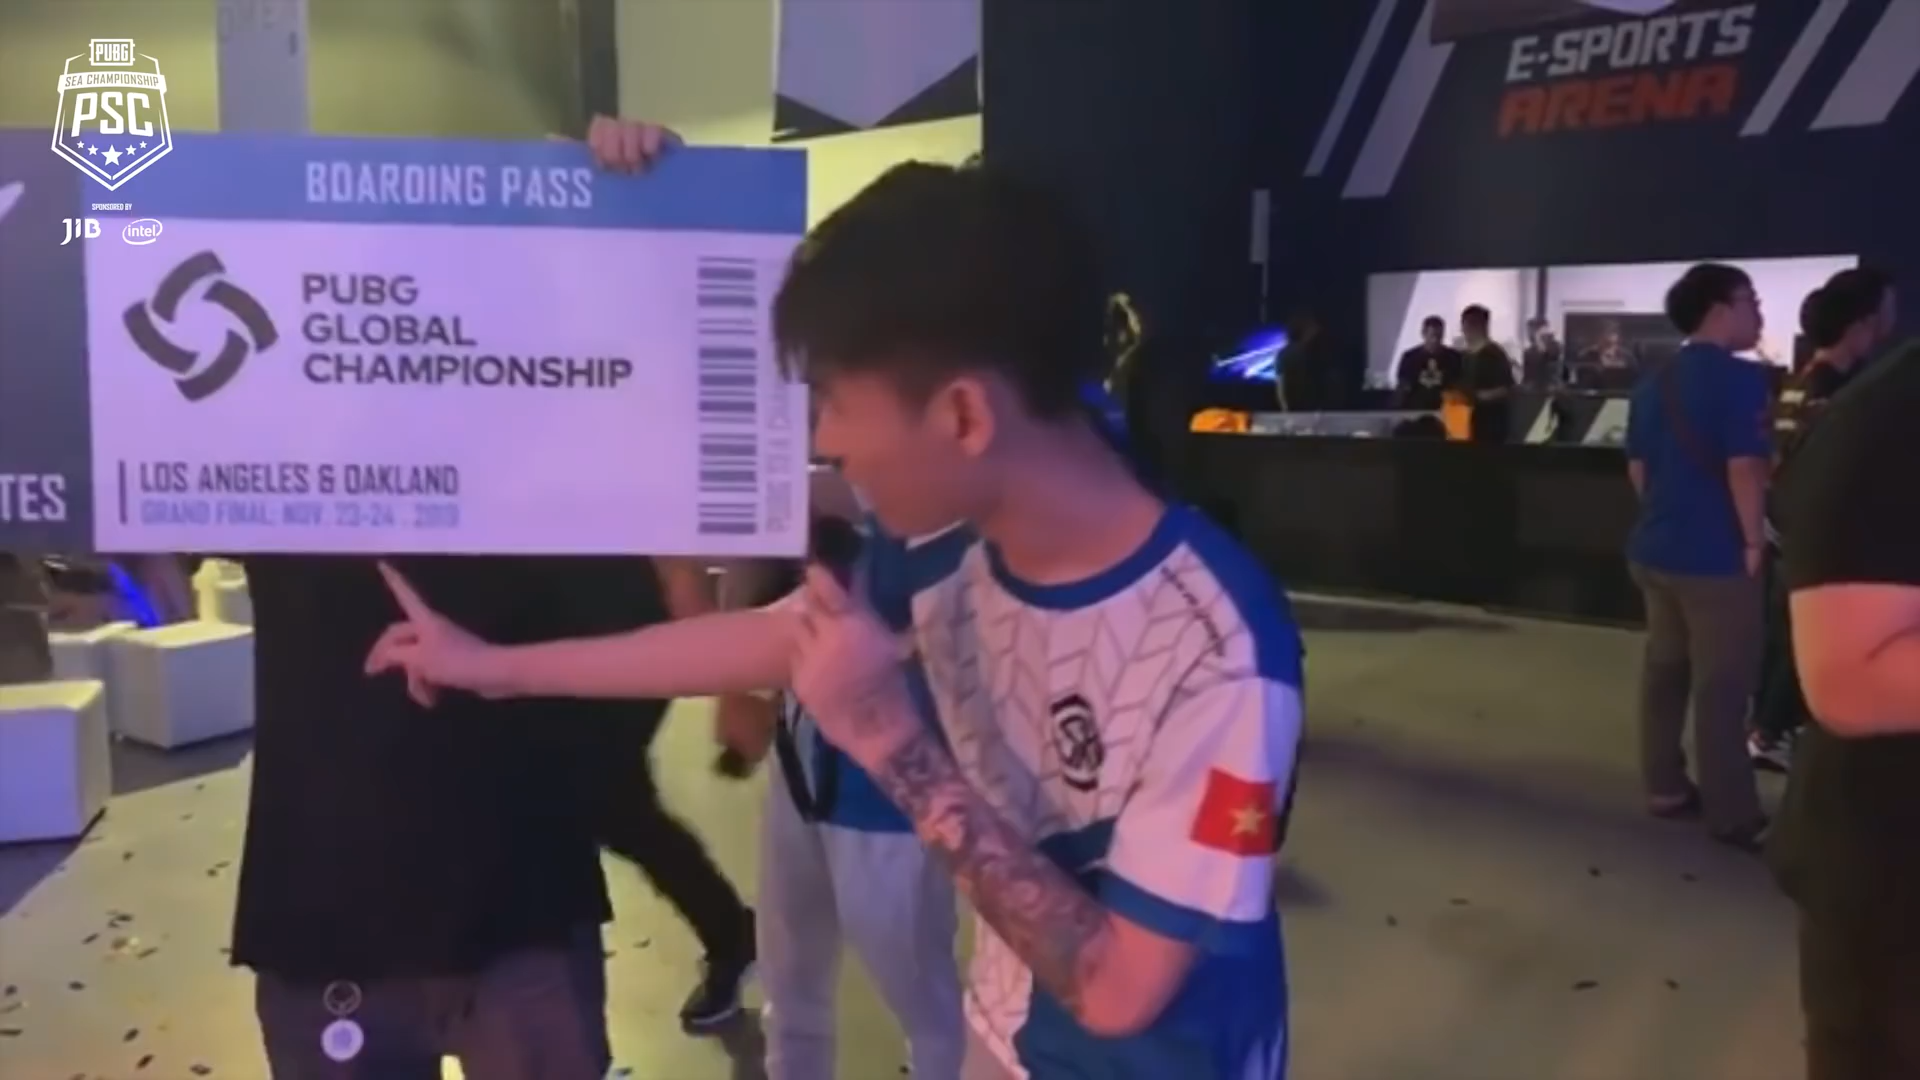 PUBG
SEA CHAMPIONSHIP
PSC
SPONSORED BY
JIB intel
E-SPORTS
ARENA
BOARDING PASS
PUBG
GLOBAL
CHAMPIONSHIP
LOS ANGELES & OAKLAND
GRAND FINAL: NOV. 23-24 . 2019
TES